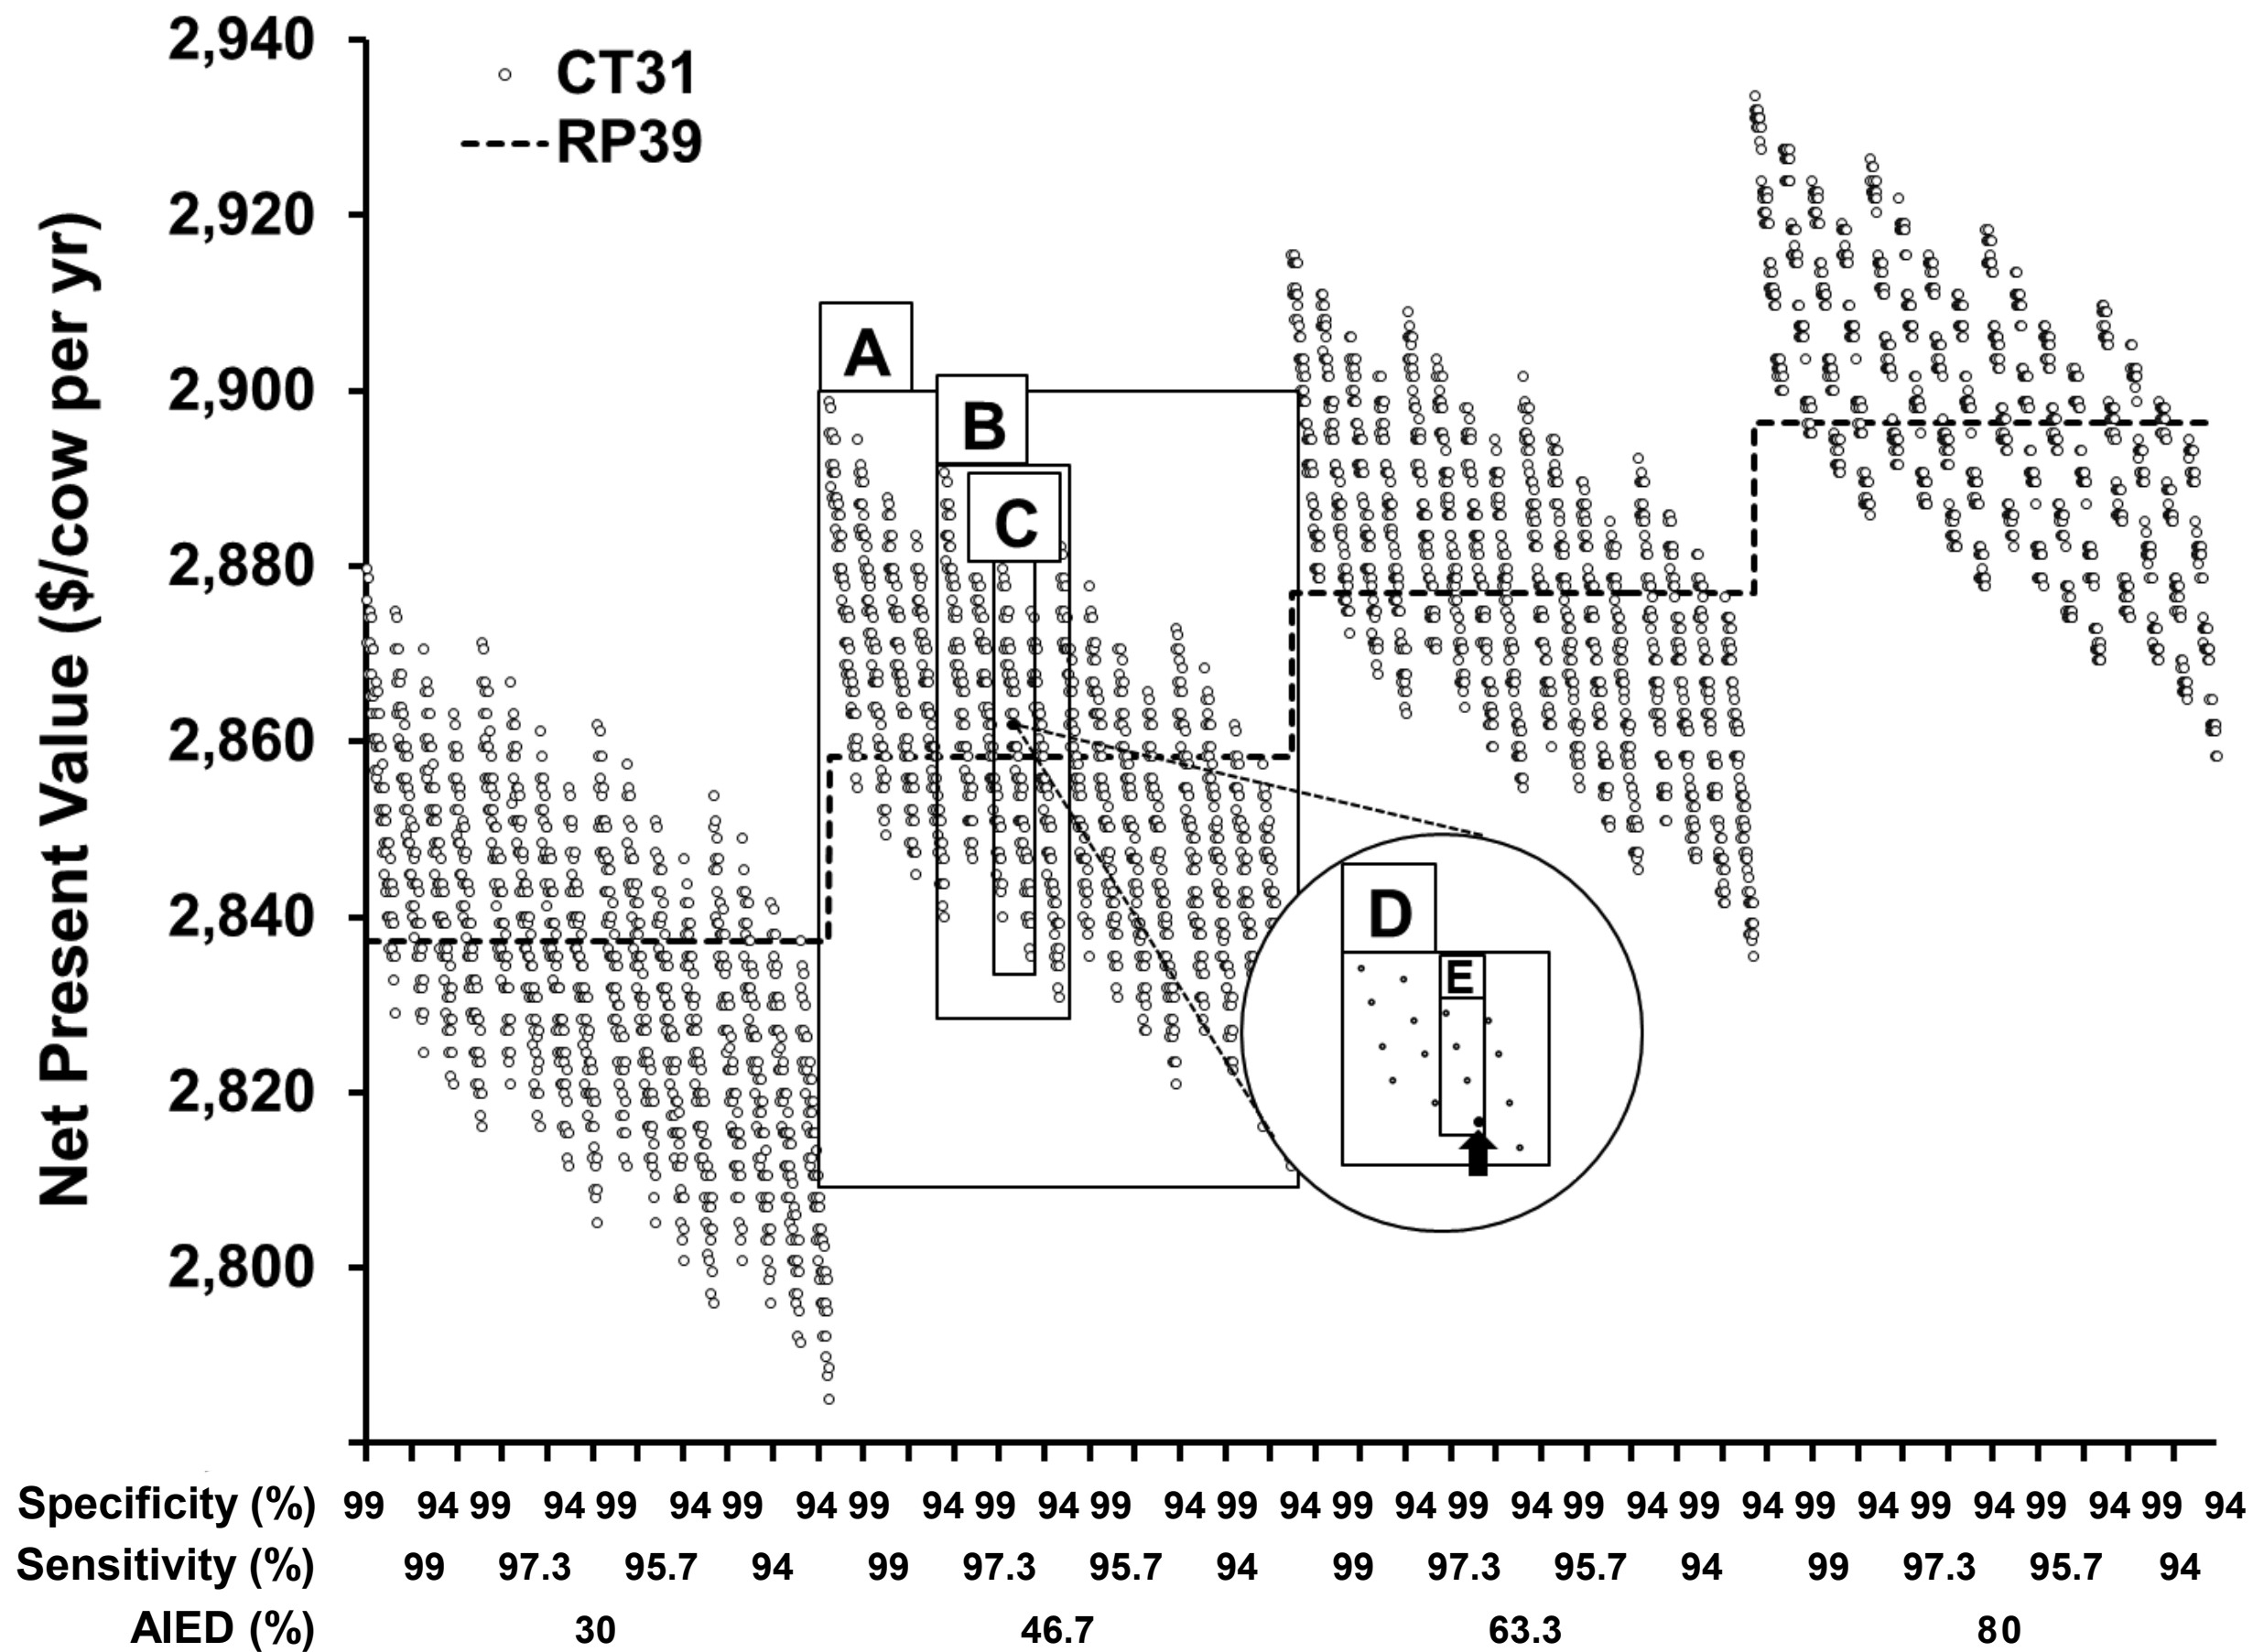 2,940
CT31
RP39
2,920
2,900
2,880
2,860
2,840
2,820
2,800
Net Present Value ($/cow per yr)
A
B
C
D
E
Specificity (%) 99 94 99 94 99 94 99 94 99 94 99 94 99 94 99 94 99 94 99 94 99 94 99 94 99 94 99 94 99 94 99 94
Sensitivity (%) 99 97.3 95.7 94 99 97.3 95.7 94 99 97.3 95.7 94 99 97.3 95.7 94
AIED (%) 30 46.7 63.3 80